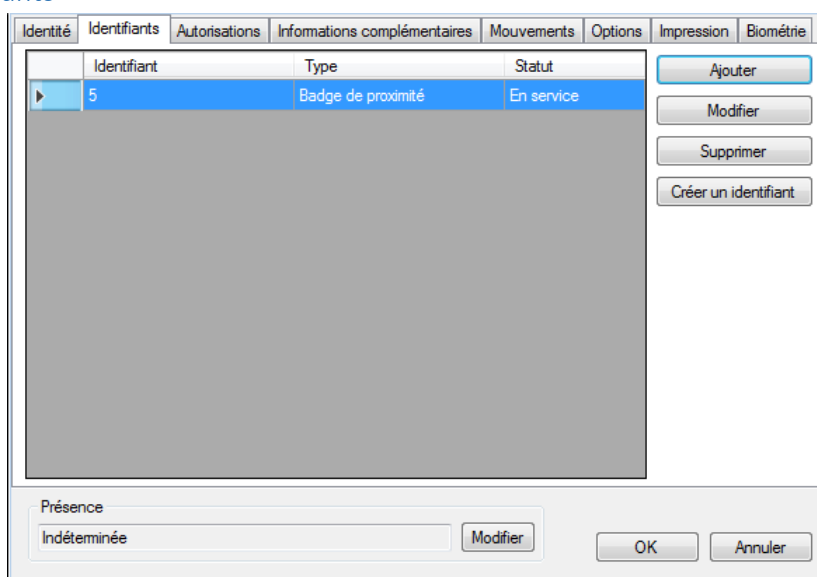 Identité Identifiants Autorisations Informations complémentaires Mouvements Options Impression Biométrie
Identifiant Type Statut
5 Badge de proximité En service
Ajouter
Modifier
Supprimer
Créer un identifiant
Présence
Indéterminée Modifier
OK Annuler